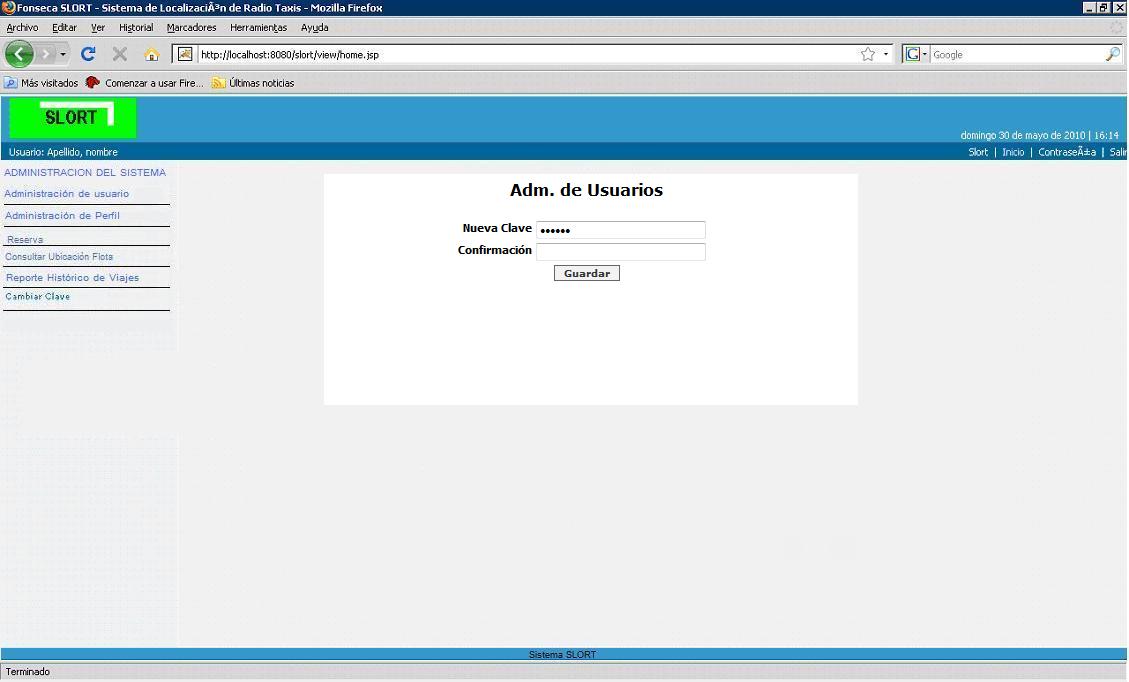 Fonseca SLORT - Sistema de LocalizaciÃ³n de Radio Taxis - Mozilla Firefox
Archivo Editar Ver Historial Marcadores Herramientas Ayuda
http://localhost:8080/slort/view/home.jsp
Google
Más visitados Comenzar a usar Fire... Últimas noticias
SLORT
domingo 30 de mayo de 2010 | 16:14
Usuario: Apellido, nombre
Slort | Inicio | ContraseÃ±a | Salir
ADMINISTRACION DEL SISTEMA
Administración de usuario
Administración de Perfil
Reserva
Consultar Ubicación Flota
Reporte Histórico de Viajes
Cambiar Clave
Adm. de Usuarios
Nueva Clave ••••••
Confirmación
Guardar
Sistema SLORT
Terminado